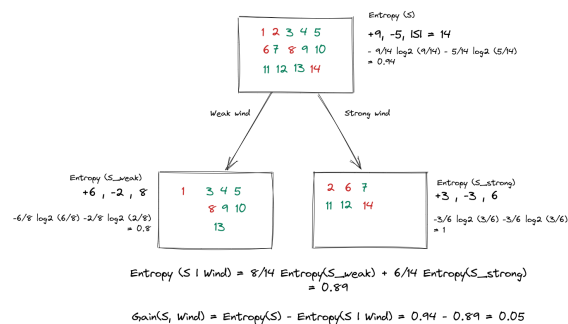 Entropy (S)
+9, -5, |S| = 14
- 9/14 log2 (9/14) - 5/14 log2 (5/14)
= 0.94
1 2 3 4 5
6 7 8 9 10
11 12 13 14
Weak wind
Strong wind
Entropy (S_weak)
+6 , -2 , 8
-6/8 log2 (6/8) -2/8 log2 (2/8)
= 0.8
1 3 4 5
8 9 10
13
2 6 7
11 12 14
Entropy (S_strong)
+3 , -3 , 6
-3/6 log2 (3/6) -3/6 log2 (3/6)
= 1
Entropy (S | Wind) = 8/14 Entropy(S_weak) + 6/14 Entropy(S_strong)
= 0.89
Gain(S, Wind) = Entropy(S) - Entropy(S | Wind) = 0.94 - 0.89 = 0.05